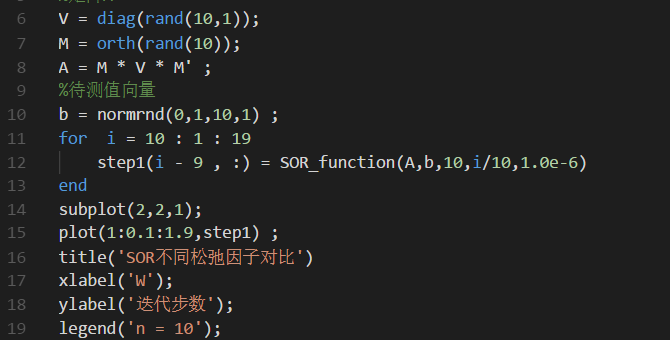 6 V = diag(rand(10,1));
7 M = orth(rand(10));
8 A = M * V * M' ;
9 %待测值向量
10 b = normrnd(0,1,10,1) ;
11 for  i = 10 : 1 : 19
12     step1(i - 9 , :) = SOR_function(A,b,10,i/10,1.0e-6)
13 end
14 subplot(2,2,1);
15 plot(1:0.1:1.9,step1) ;
16 title('SOR不同松弛因子对比')
17 xlabel('W');
18 ylabel('迭代步数');
19 legend('n = 10');